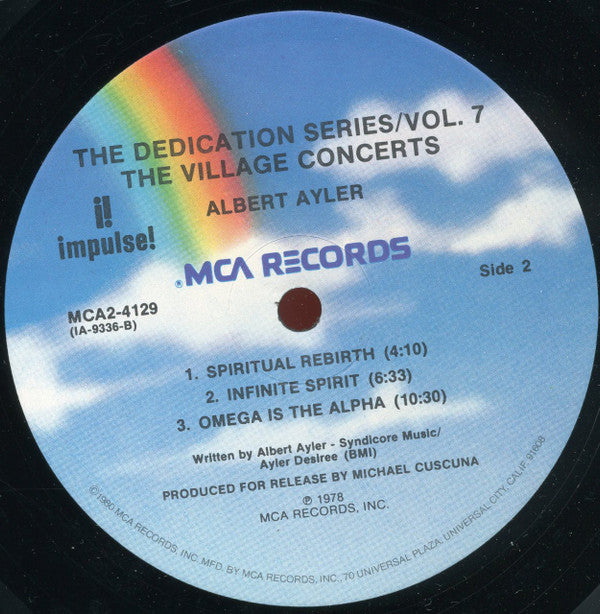 THE DEDICATION SERIES/VOL. 7
THE VILLAGE CONCERTS
ALBERT AYLER
i!
impulse!
®MCA RECORDS
Side 2
MCA2-4129
(IA-9336-B)
1. SPIRITUAL REBIRTH (4:10)
2. INFINITE SPIRIT (6:33)
3. OMEGA IS THE ALPHA (10:30)
Written by Albert Ayler - Syndicore Music/
Ayler Desiree (BMI)
PRODUCED FOR RELEASE BY MICHAEL CUSCUNA
℗ 1978
MCA RECORDS, INC.
©1980 MCA RECORDS, INC. MFD. BY MCA RECORDS, INC., 70 UNIVERSAL PLAZA, UNIVERSAL CITY, CALIF. 91608